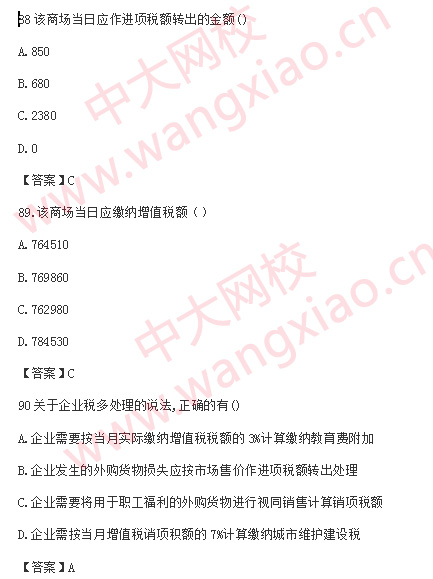 88 该商场当日应作进项税额转出的金额()
A. 850
B. 680
C. 2380
D. 0
【答案】C
89. 该商场当日应缴纳增值税额（ ）
A. 764510
B. 769860
C. 762980
D. 784530
【答案】C
90 关于企业税多处理的说法,正确的有()
A. 企业需要按当月实际缴纳增值税税额的 3%计算缴纳教育费附加
B. 企业发生的外购货物损失应按市场售价作进项税额转出处理
C. 企业需要将用于职工福利的外购货物进行视同销售计算销项税额
D. 企业需按当月增值税诮项积额的 7%计算缴纳城市维护建设税
【答案】A
中大网校
www.wangxiao.cn
中大网校
www.wangxiao.cn